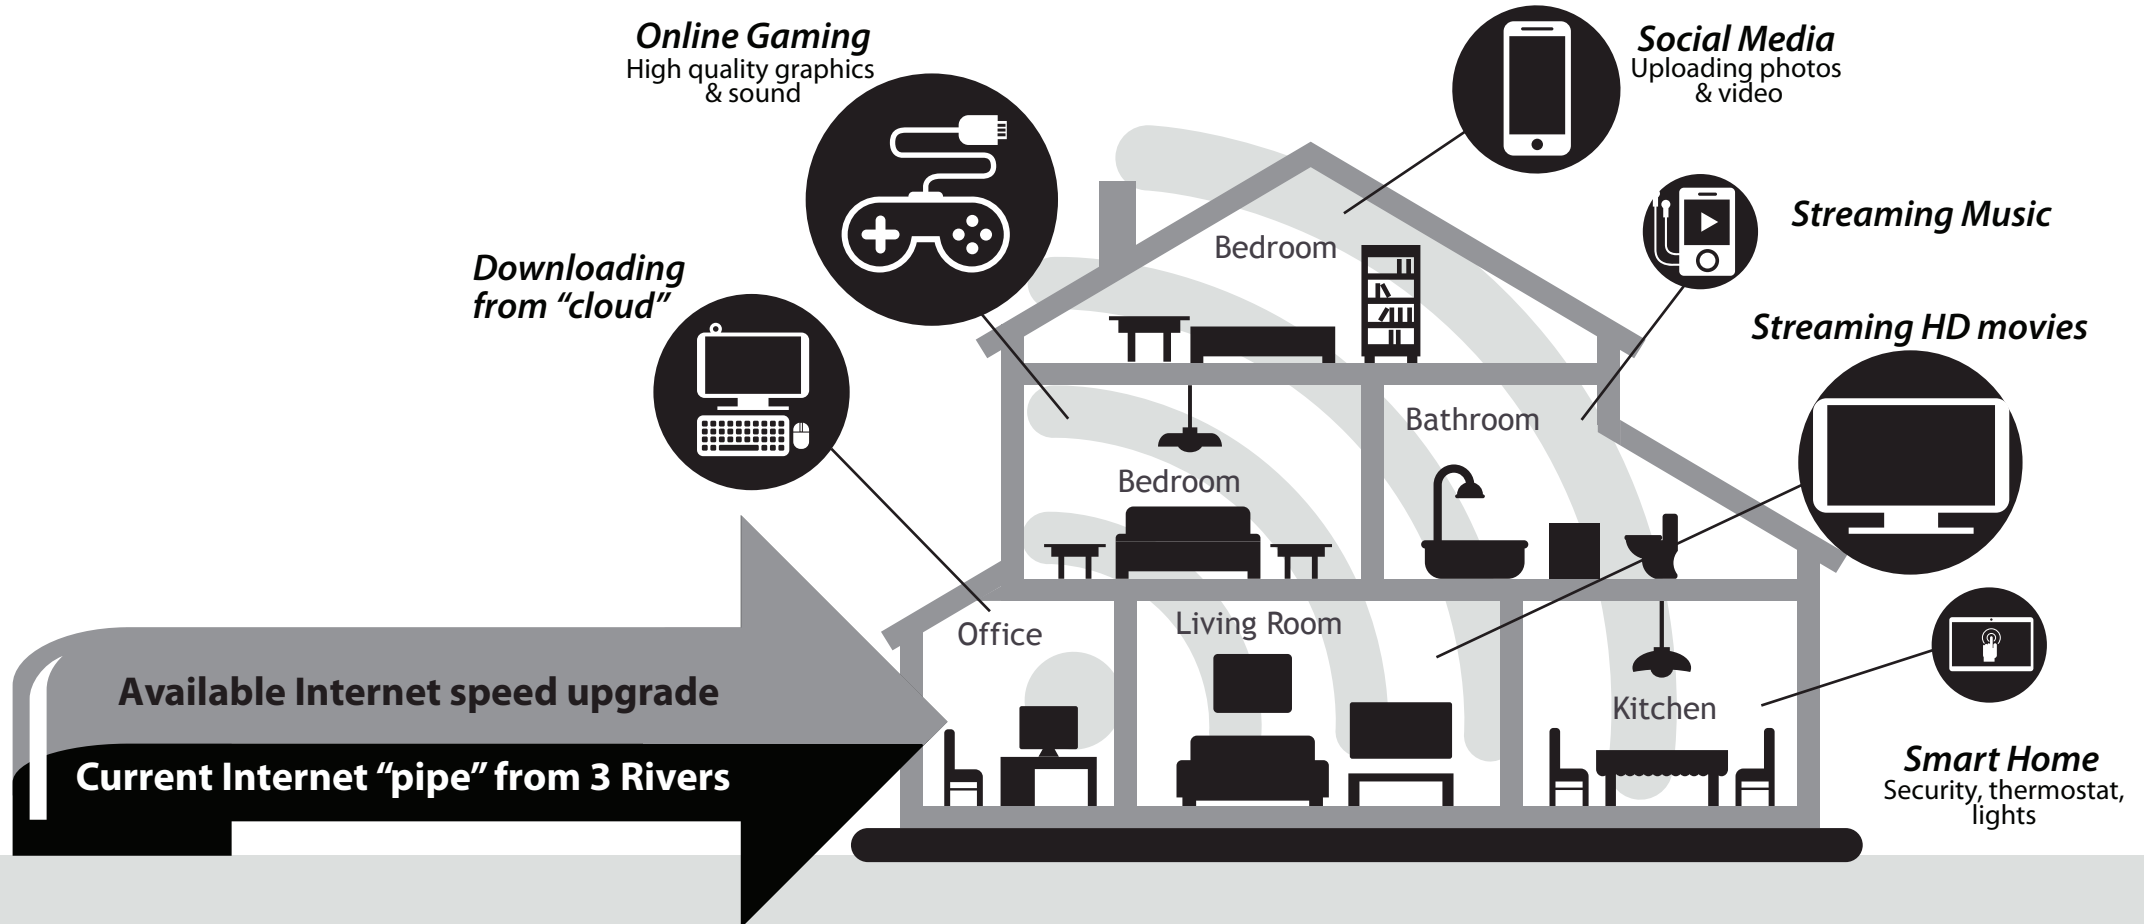 Online Gaming
High quality graphics
& sound
Social Media
Uploading photos
& video
Streaming Music
Downloading
from “cloud”
Streaming HD movies
Bedroom
Bathroom
Bedroom
Office
Living Room
Kitchen
Available Internet speed upgrade
Current Internet “pipe” from 3 Rivers
Smart Home
Security, thermostat,
lights